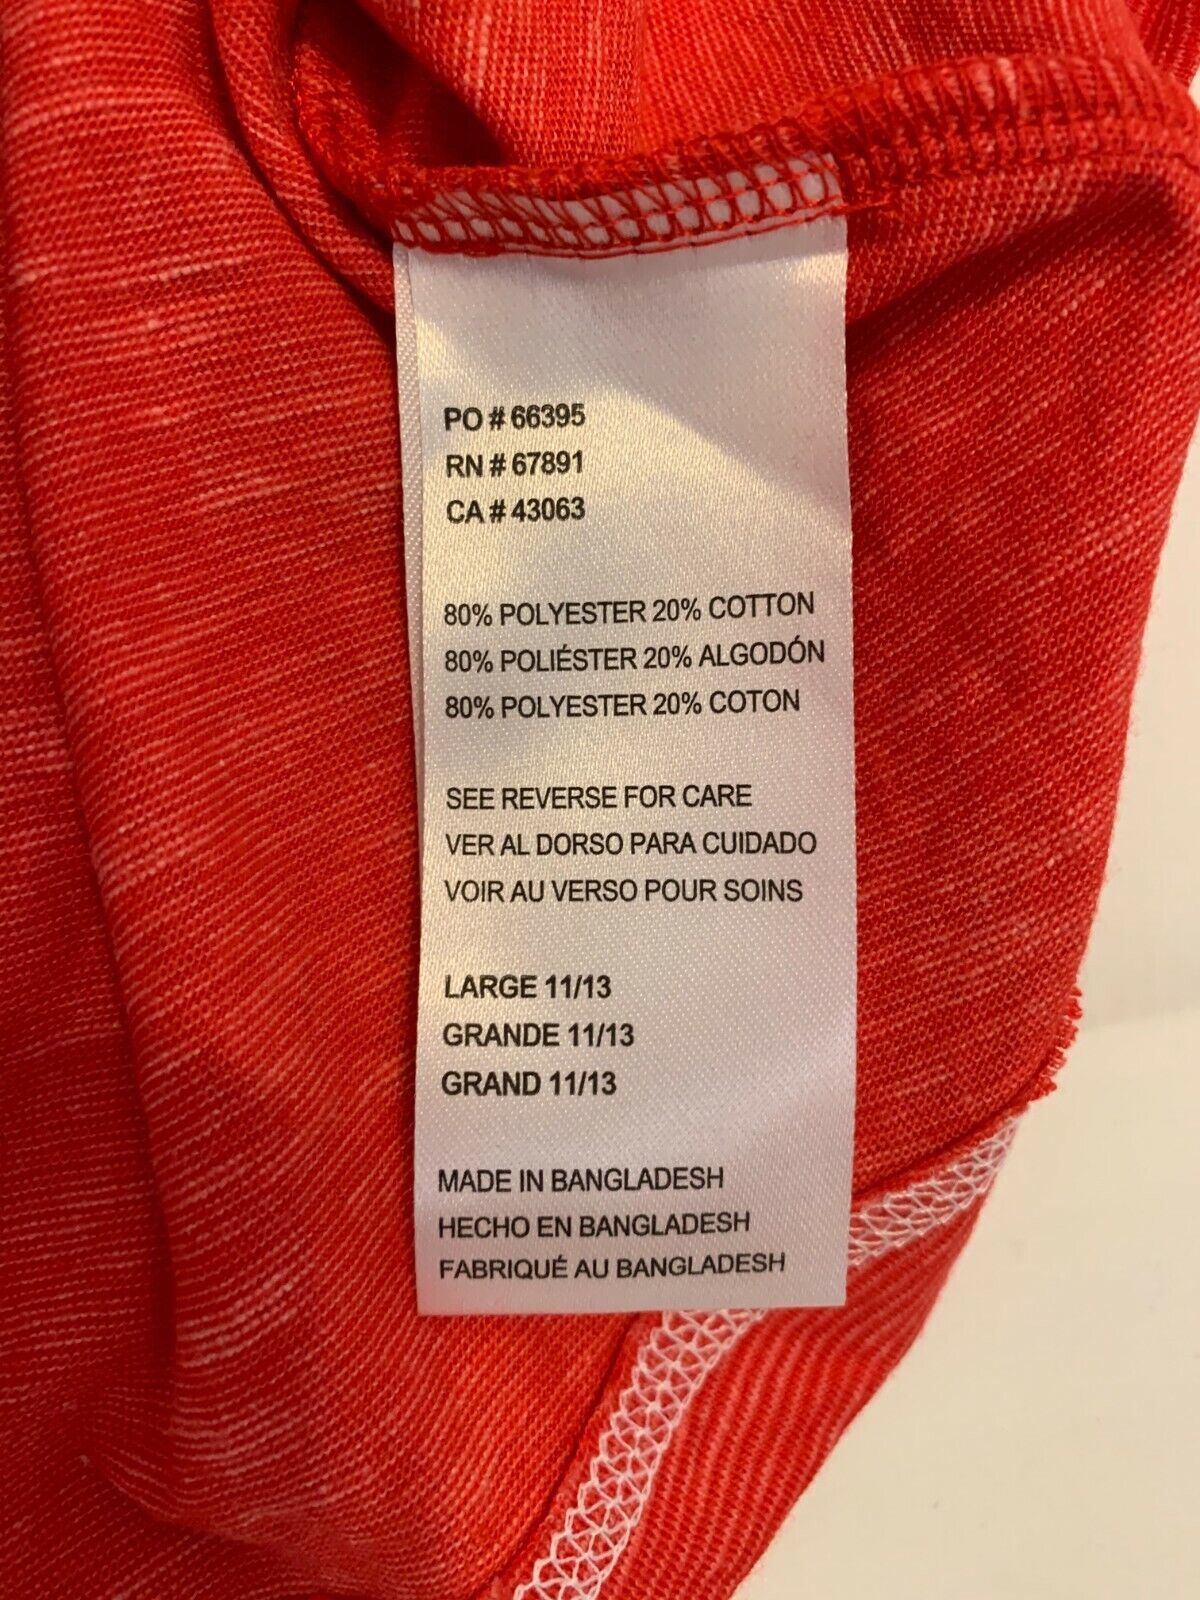 PO # 66395
RN # 67891
CA # 43063
80% POLYESTER 20% COTTON
80% POLIÉSTER 20% ALGODÓN
80% POLYESTER 20% COTON
SEE REVERSE FOR CARE
VER AL DORSO PARA CUIDADO
VOIR AU VERSO POUR SOINS
LARGE 11/13
GRANDE 11/13
GRAND 11/13
MADE IN BANGLADESH
HECHO EN BANGLADESH
FABRIQUÉ AU BANGLADESH